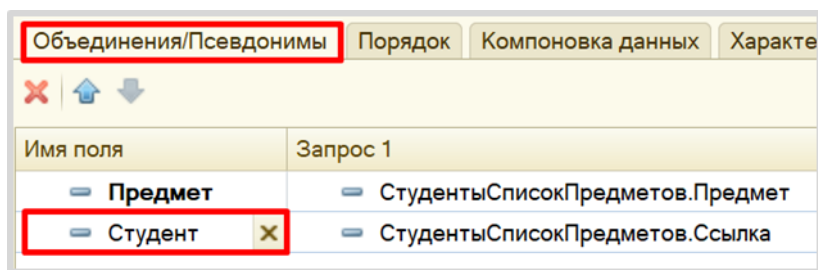 Объединения/Псевдонимы Порядок Компоновка данных Характе
Имя поля Запрос 1
Предмет СтудентыСписокПредметов.Предмет
Студент СтудентыСписокПредметов.Ссылка